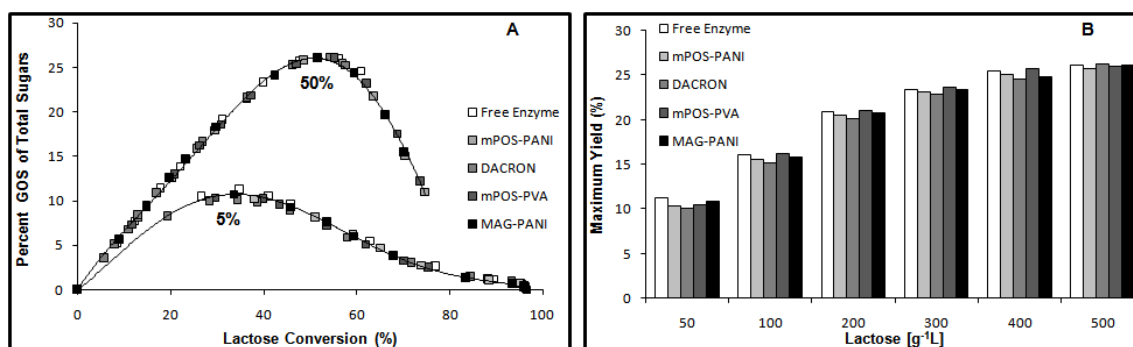 A
Percent GOS of Total Sugars
30
25
20
15
10
5
0
50%
5%
Free Enzyme
mPOS-PANI
DACRON
mPOS-PVA
MAG-PANI
0 20 40 60 80 100
Lactose Conversion (%)
B
Maximum Yield (%)
30
25
20
15
10
5
0
Free Enzyme
mPOS-PANI
DACRON
mPOS-PVA
MAG-PANI
50 100 200 300 400 500
Lactose [g-1L]